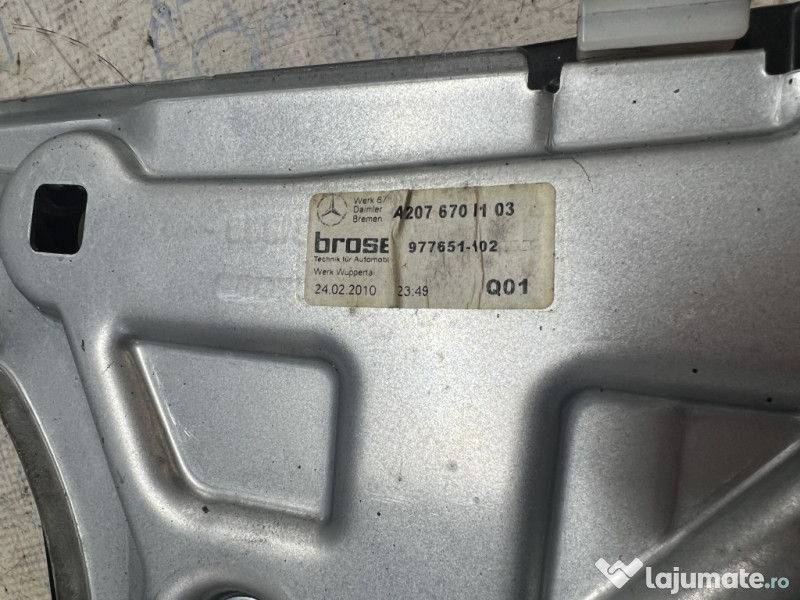 Werk 67
Daimler
Bremen
A207 670 11 03
brose
977651-102
Technik für Automobile
Werk Wuppertal
24.02.2010 23:49 Q01
lajumate.ro